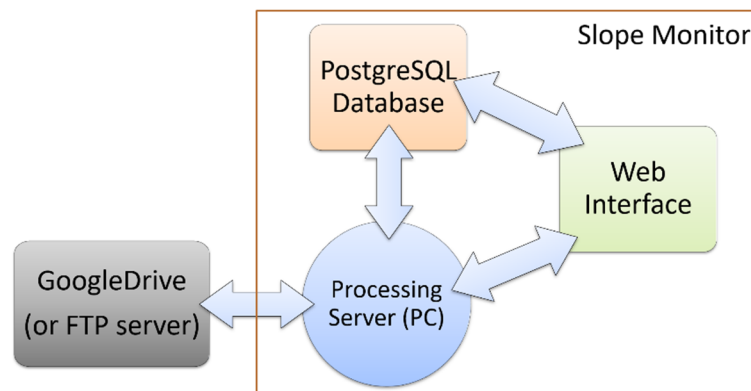 Slope Monitor
PostgreSQL
Database
Web
Interface
GoogleDrive
(or FTP server)
Processing
Server (PC)